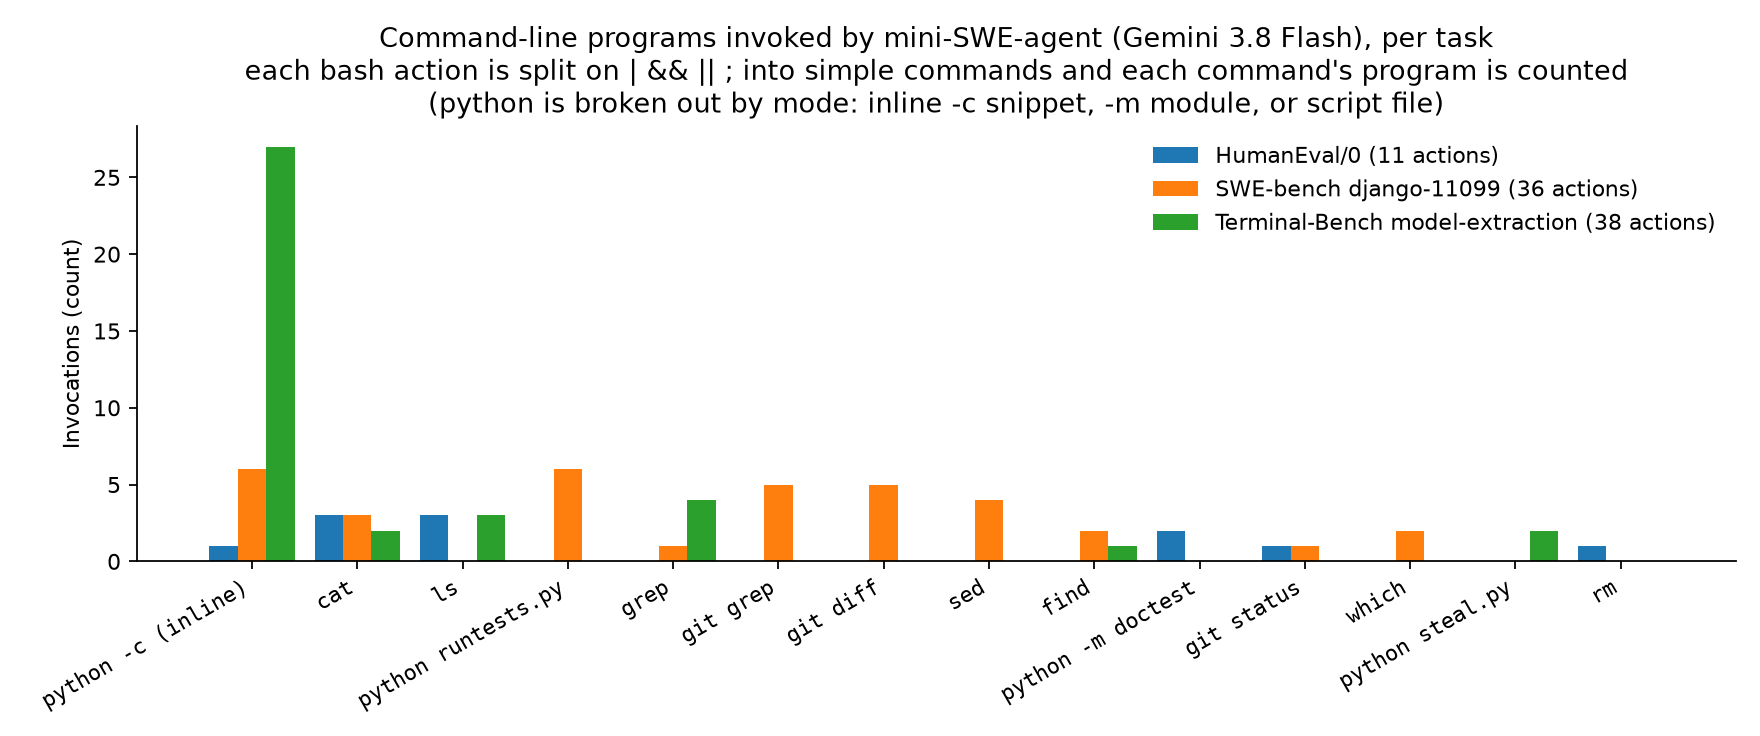 Command-line programs invoked by mini-SWE-agent (Gemini 3.8 Flash), per task
each bash action is split on | && || ; into simple commands and each command's program is counted
(python is broken out by mode: inline -c snippet, -m module, or script file)
HumanEval/0 (11 actions)
SWE-bench django-11099 (36 actions)
Terminal-Bench model-extraction (38 actions)
Invocations (count)
25
20
15
10
5
0
python -c (inline)
cat
ls
python runtests.py
grep
git grep
git diff
sed
find
python -m doctest
git status
which
python steal.py
rm